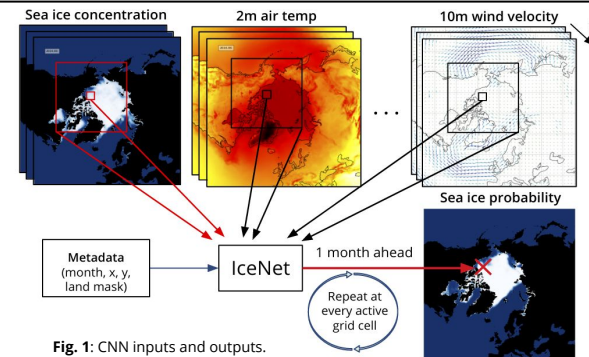 Sea ice concentration
2m air temp
10m wind velocity
. . .
Sea ice probability
Metadata
(month, x, y,
land mask)
IceNet
1 month ahead
Repeat at
every active
grid cell
Fig. 1: CNN inputs and outputs.